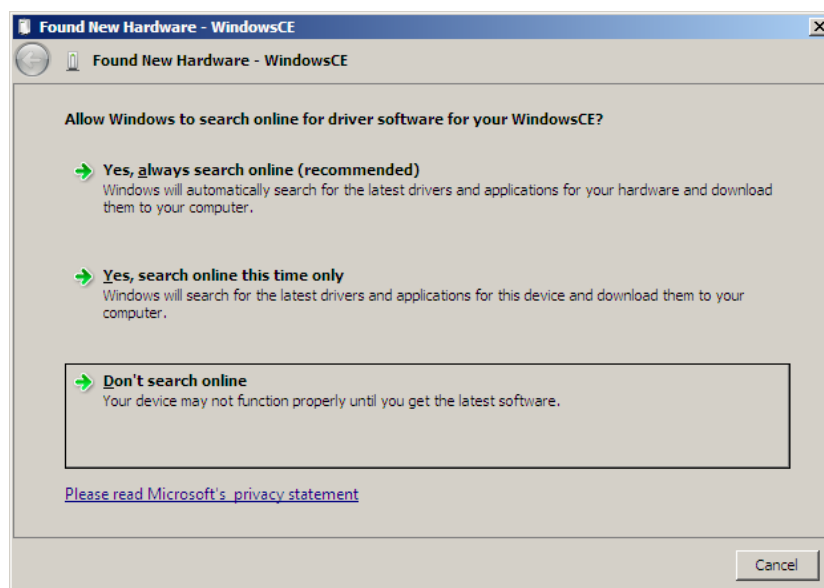 Found New Hardware - WindowsCE
Found New Hardware - WindowsCE
Allow Windows to search online for driver software for your WindowsCE?
Yes, always search online (recommended)
Windows will automatically search for the latest drivers and applications for your hardware and download
them to your computer.
Yes, search online this time only
Windows will search for the latest drivers and applications for this device and download them to your
computer.
Don't search online
Your device may not function properly until you get the latest software.
Please read Microsoft's privacy statement
Cancel